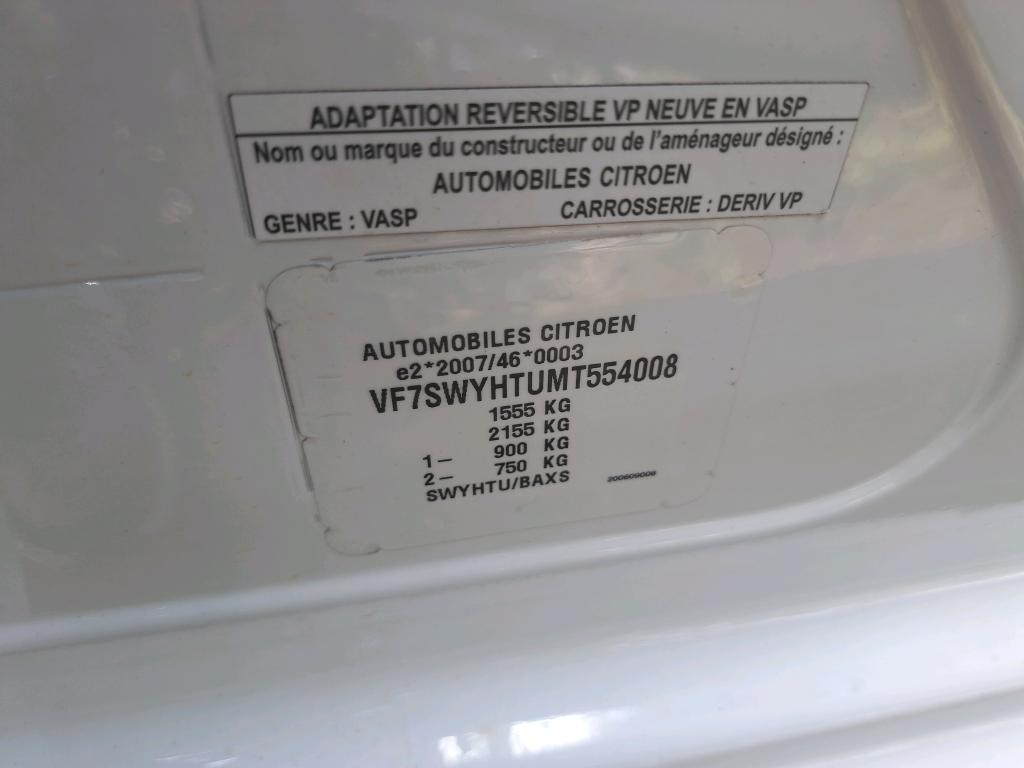 ADAPTATION REVERSIBLE VP NEUVE EN VASP
Nom ou marque du constructeur ou de l'aménageur désigné :
AUTOMOBILES CITROEN
GENRE : VASP CARROSSERIE : DERIV VP
AUTOMOBILES CITROEN
e2*2007/46*0003
VF7SWYHTUMT554008
1555 KG
2155 KG
1- 900 KG
2- 750 KG
SWYHTU/BAXS 200609008